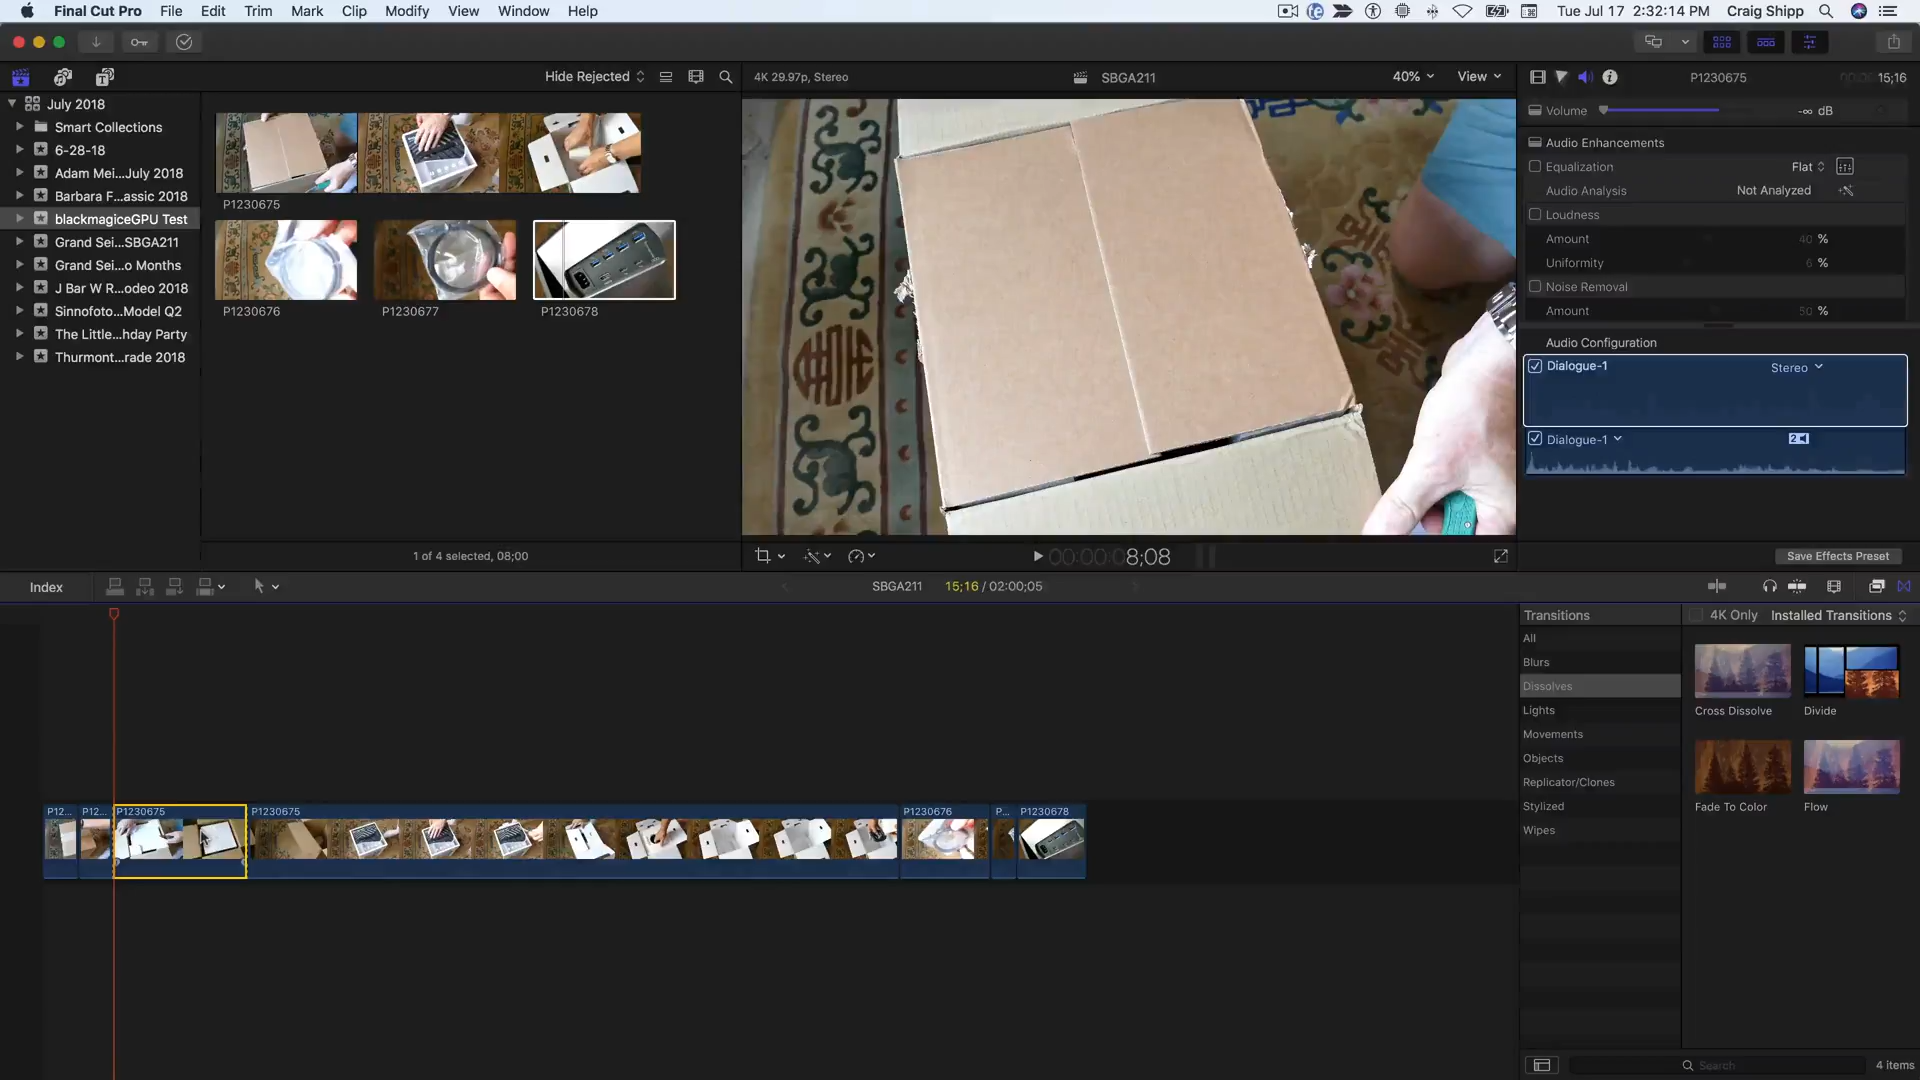 Final Cut Pro File Edit Trim Mark Clip Modify View Window Help Tue Jul 17 2:32:14 PM Craig Shipp
Hide Rejected 4K 29.97p, Stereo SBGA211 40% View P1230675 15;16
July 2018
Smart Collections
6-28-18
Adam Mei...July 2018
Barbara F...assic 2018
blackmagiceGPU Test
Grand Sei...SBGA211
Grand Sei...o Months
J Bar W R...odeo 2018
Sinnofoto...Model Q2
The Little...hday Party
Thurmont...rade 2018
P1230675
P1230676 P1230677 P1230678
1 of 4 selected, 08;00
00:00:08;08
Volume -∞ dB
Audio Enhancements
Equalization Flat
Audio Analysis Not Analyzed
Loudness
Amount 40 %
Uniformity 6 %
Noise Removal
Amount 50 %
Audio Configuration
Dialogue-1 Stereo
Dialogue-1 2
Save Effects Preset
Index SBGA211 15;16 / 02:00;05
P12... P12... P1230675 P1230675 P1230676 P... P1230678
Transitions 4K Only Installed Transitions
All
Blurs
Dissolves
Lights
Movements
Objects
Replicator/Clones
Stylized
Wipes
Cross Dissolve Divide
Fade To Color Flow
Search 4 items